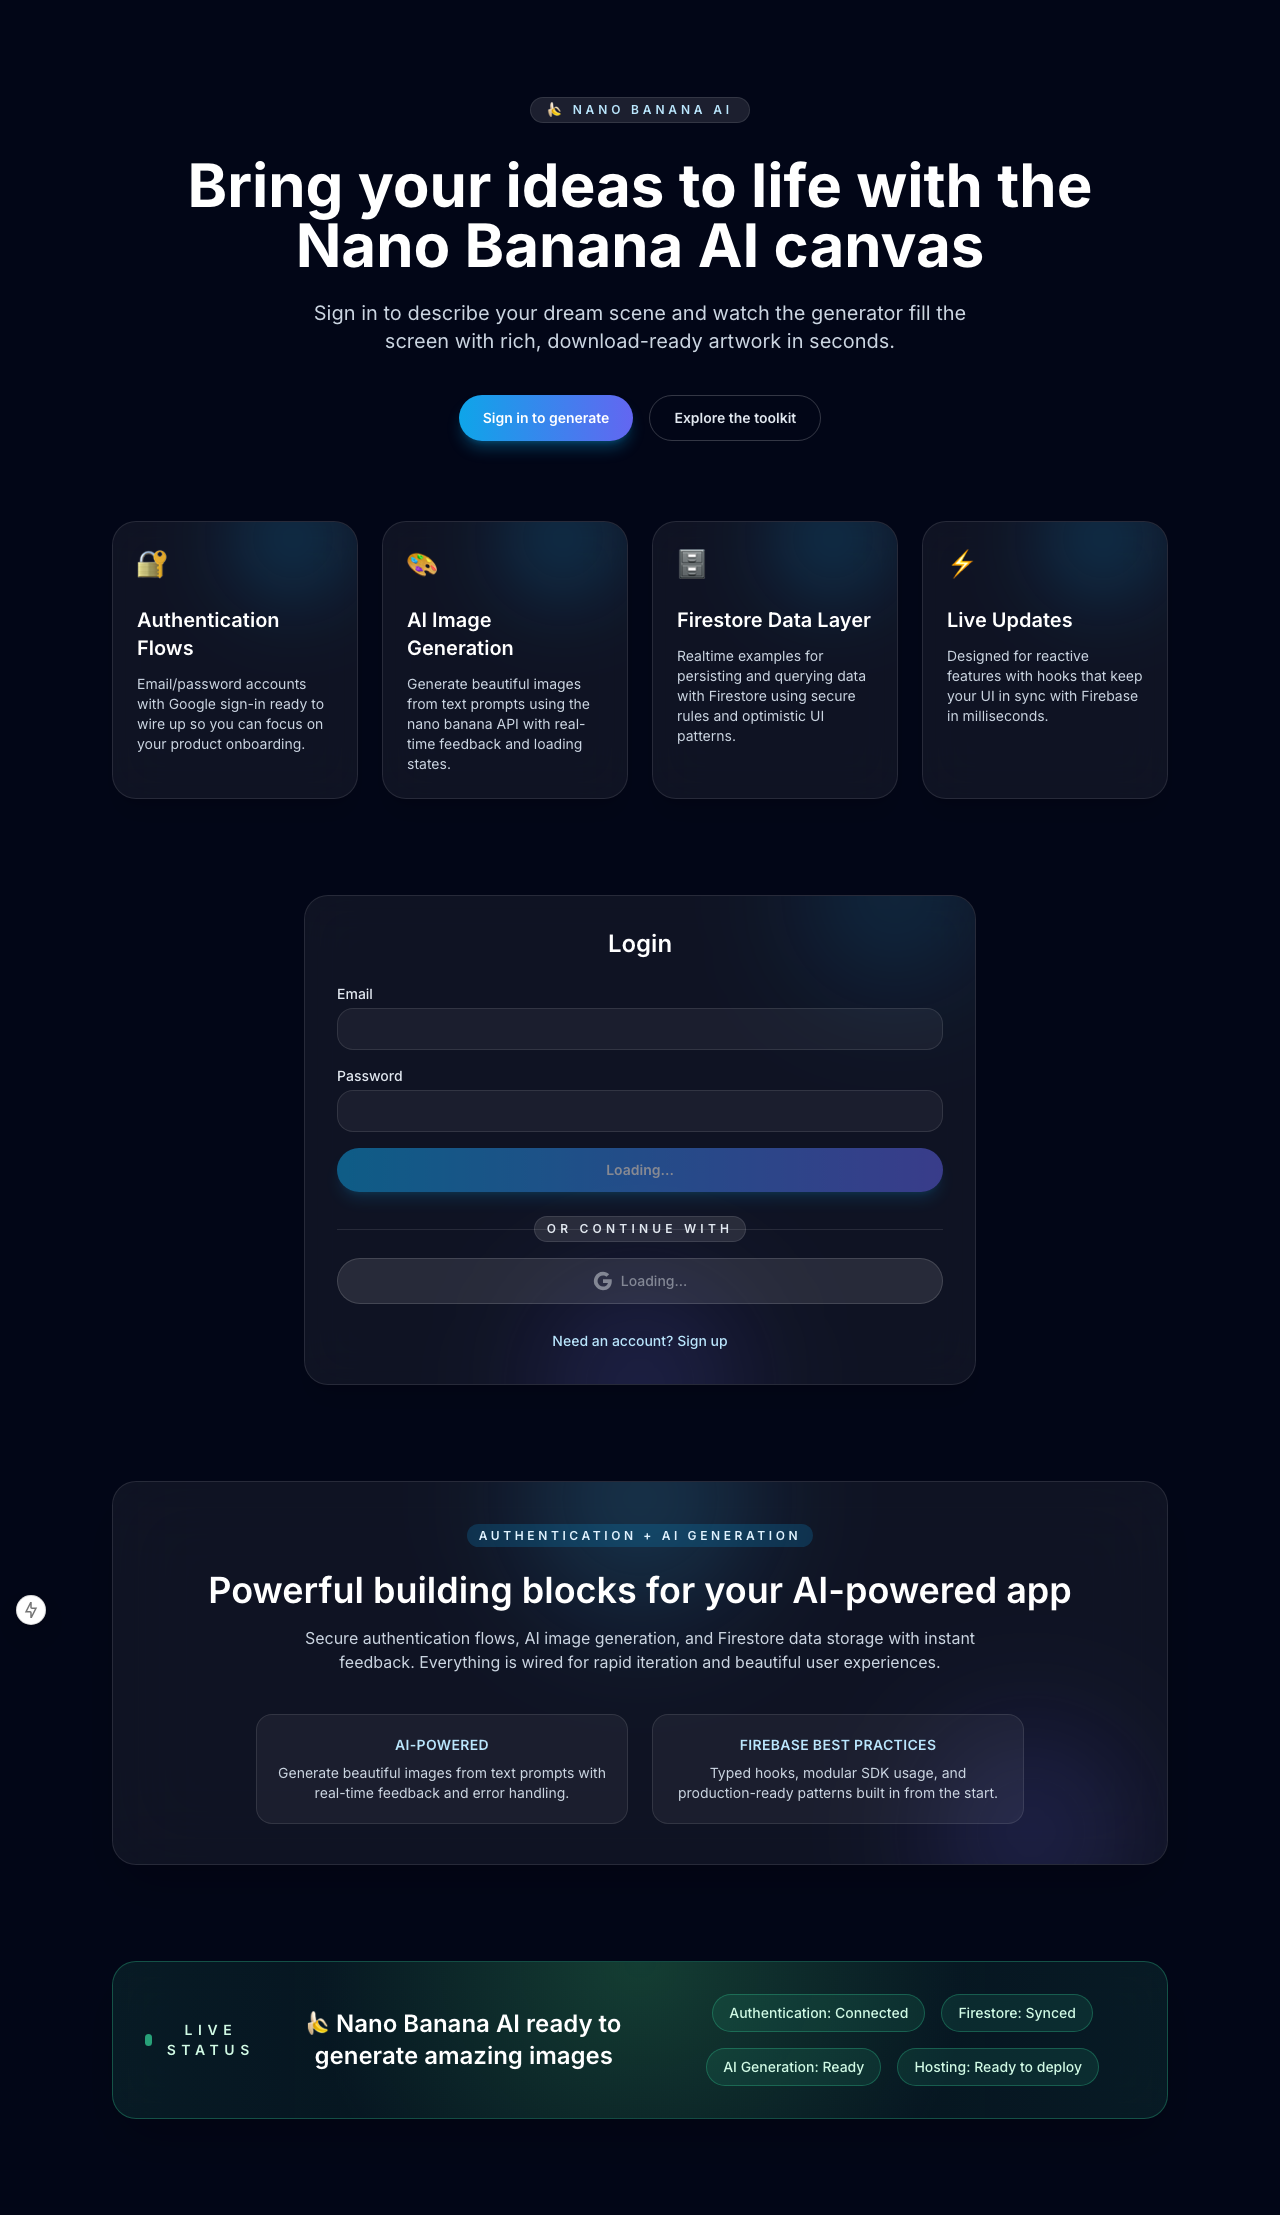 NANO BANANA AI
Bring your ideas to life with the
Nano Banana AI canvas
Sign in to describe your dream scene and watch the generator fill the
screen with rich, download-ready artwork in seconds.
Sign in to generate
Explore the toolkit
Authentication
Flows
Email/password accounts
with Google sign-in ready to
wire up so you can focus on
your product onboarding.
AI Image
Generation
Generate beautiful images
from text prompts using the
nano banana API with real-
time feedback and loading
states.
Firestore Data Layer
Realtime examples for
persisting and querying data
with Firestore using secure
rules and optimistic UI
patterns.
Live Updates
Designed for reactive
features with hooks that keep
your UI in sync with Firebase
in milliseconds.
Login
Email
Password
Loading...
OR CONTINUE WITH
G Loading...
Need an account? Sign up
AUTHENTICATION + AI GENERATION
Powerful building blocks for your AI-powered app
Secure authentication flows, AI image generation, and Firestore data storage with instant
feedback. Everything is wired for rapid iteration and beautiful user experiences.
AI-POWERED
Generate beautiful images from text prompts with
real-time feedback and error handling.
FIREBASE BEST PRACTICES
Typed hooks, modular SDK usage, and
production-ready patterns built in from the start.
LIVE
STATUS
Nano Banana AI ready to
generate amazing images
Authentication: Connected
Firestore: Synced
AI Generation: Ready
Hosting: Ready to deploy